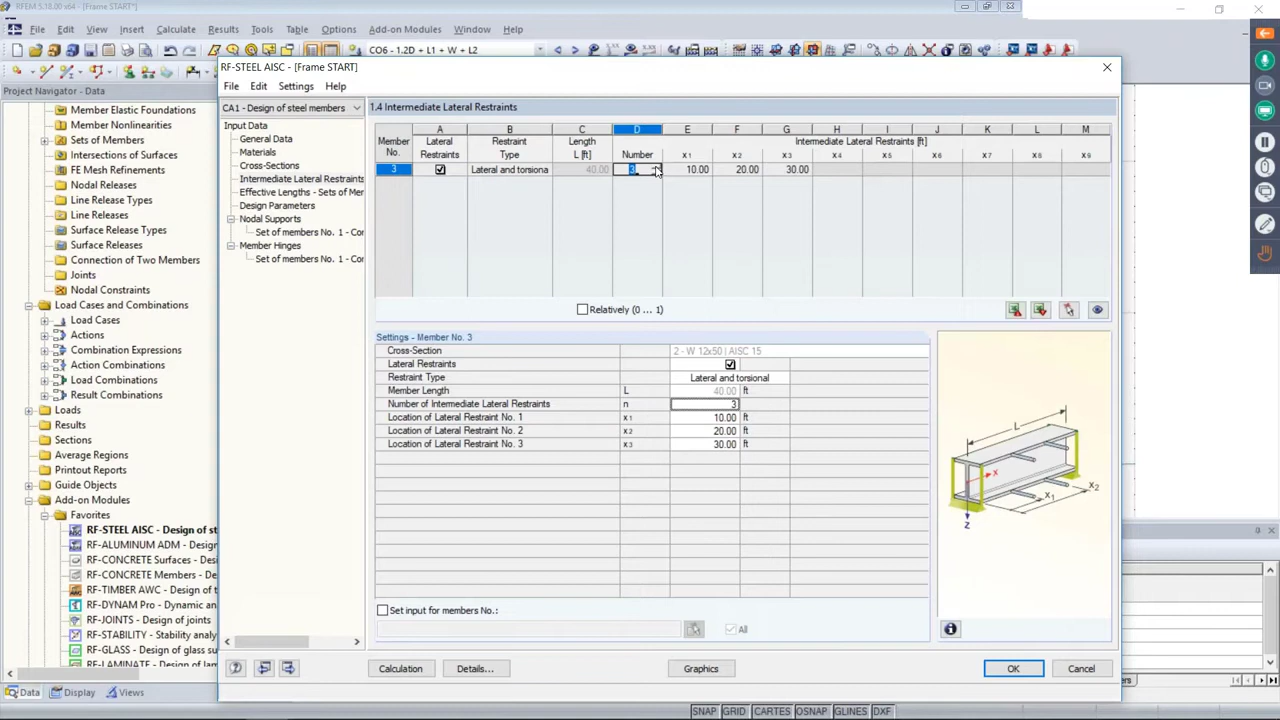 RFEM 5.18.00 x64 - [Frame START*]
File Edit View Insert Calculate Results Tools Table Options Add-on Modules Window Help
CO6 - 1.2D + L1 + W + L2
Project Navigator - Data
Member Elastic Foundations
Member Nonlinearities
Sets of Members
Intersections of Surfaces
FE Mesh Refinements
Nodal Releases
Line Release Types
Line Releases
Surface Release Types
Surface Releases
Connection of Two Members
Joints
Nodal Constraints
Load Cases and Combinations
Load Cases
Actions
Combination Expressions
Action Combinations
Load Combinations
Result Combinations
Loads
Results
Sections
Average Regions
Printout Reports
Guide Objects
Add-on Modules
Favorites
RF-STEEL AISC - Design of st
RF-ALUMINUM ADM - Desig
RF-CONCRETE Surfaces - Des
RF-CONCRETE Members - De
RF-TIMBER AWC - Design of t
RF-DYNAM Pro - Dynamic ar
RF-JOINTS - Design of joints
RF-STABILITY - Stability analy
RF-GLASS - Design of glass su
RF-LAMINATE - Design of lam
Data Display Views
RF-STEEL AISC - [Frame START]
File Edit Settings Help
CA1 - Design of steel members
Input Data
General Data
Materials
Cross-Sections
Intermediate Lateral Restraints
Effective Lengths - Sets of Mer
Design Parameters
Nodal Supports
Set of members No. 1 - Cor
Member Hinges
Set of members No. 1 - Cor
1.4 Intermediate Lateral Restraints
A B C D E F G H I J K L M
Member Lateral Restraint Length Intermediate Lateral Restraints [ft]
No. Restraints Type L [ft] Number x1 x2 x3 x4 x5 x6 x7 x8 x9
3 Lateral and torsiona 40.00 3 10.00 20.00 30.00
Relatively (0 ... 1)
Settings - Member No. 3
Cross-Section 2 - W 12x50 | AISC 15
Lateral Restraints
Restraint Type Lateral and torsional
Member Length L 40.00 ft
Number of Intermediate Lateral Restraints n 3
Location of Lateral Restraint No. 1 x1 10.00 ft
Location of Lateral Restraint No. 2 x2 20.00 ft
Location of Lateral Restraint No. 3 x3 30.00 ft
L
x
x1
x2
z
Set input for members No.:
All
Calculation Details... Graphics OK Cancel
SNAP GRID CARTES OSNAP GLINES DXF